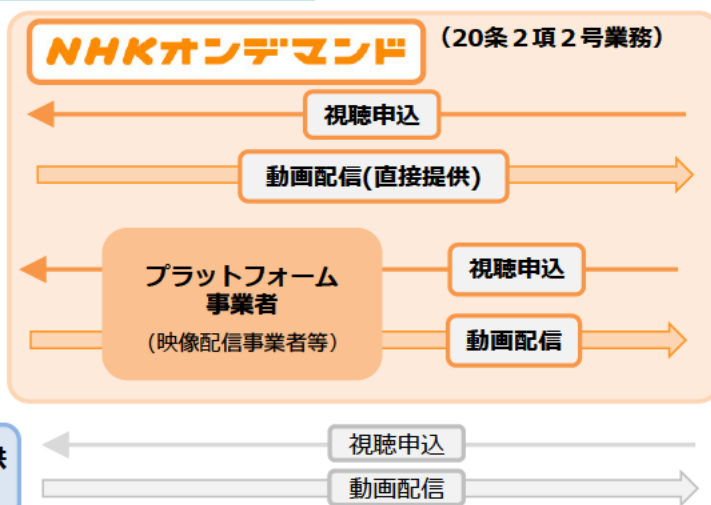 NHKオンデマンド
（20条２項２号業務）
視聴申込
動画配信(直接提供)
プラットフォーム
事業者
（映像配信事業者等）
視聴申込
動画配信
供
視聴申込
動画配信